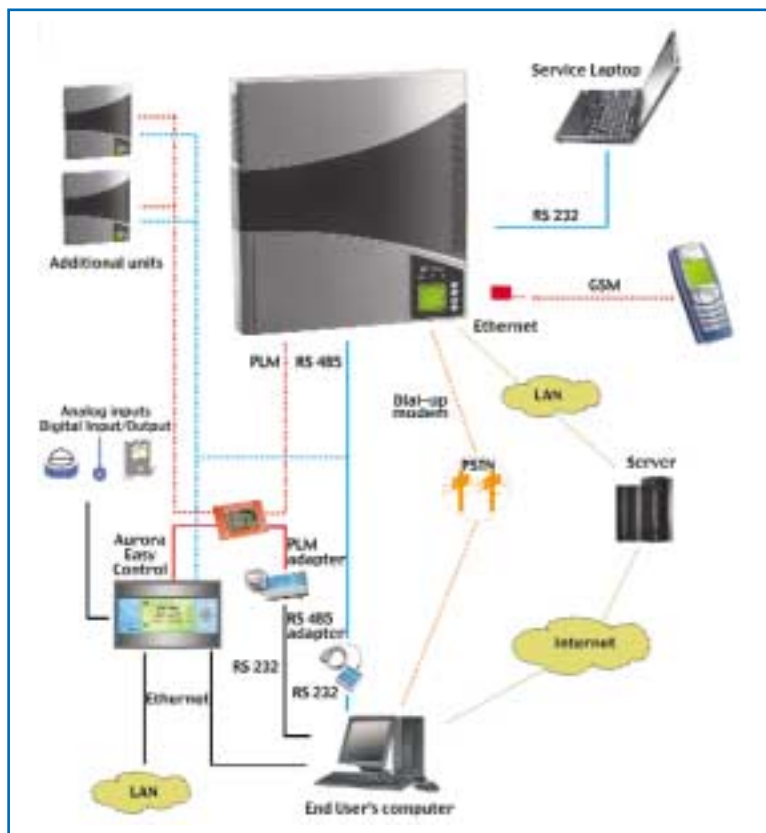 Service Laptop
RS 232
Additional units
GSM
Ethernet
PLM
RS 485
Dial-up
modem
LAN
Analog inputs
Digital Input/Output
PSTN
Server
Aurora
Easy
Control
PLM
adapter
RS 485
adapter
Internet
RS 232
RS 232
Ethernet
LAN
End User's computer